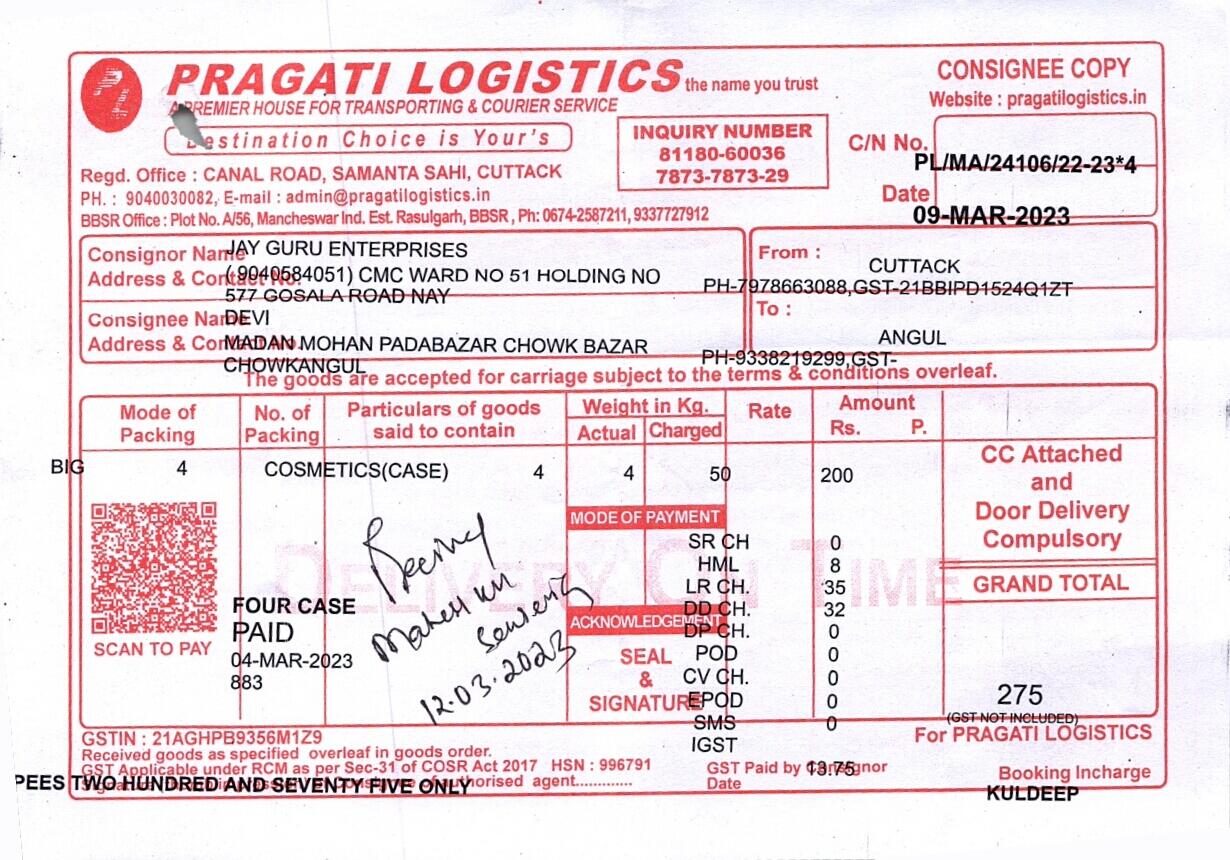 PRAGATI LOGISTICS the name you trust
A PREMIER HOUSE FOR TRANSPORTING & COURIER SERVICE
Destination Choice is Your's
CONSIGNEE COPY
Website : pragatilogistics.in
INQUIRY NUMBER
81180-60036
7873-7873-29
C/N No.
PL/MA/24106/22-23*4
Date
09-MAR-2023
Regd. Office : CANAL ROAD, SAMANTA SAHI, CUTTACK
PH. : 9040030082, E-mail : admin@pragatilogistics.in
BBSR Office : Plot No. A/56, Mancheswar Ind. Est. Rasulgarh, BBSR , Ph: 0674-2587211, 9337727912
Consignor Name JAY GURU ENTERPRISES
Address & Contact No. ( 9040584051) CMC WARD NO 51 HOLDING NO
577 GOSALA ROAD NAY
From :
CUTTACK
PH-7978663088,GST-21BBIPD1524Q1ZT
Consignee Name DEVI
Address & Contact No. MADAN MOHAN PADABAZAR CHOWK BAZAR
CHOWKANGUL
To :
ANGUL
PH-9338219299,GST-
The goods are accepted for carriage subject to the terms & conditions overleaf.
Mode of Packing No. of Packing Particulars of goods said to contain Weight in Kg. Actual Charged Rate Amount Rs. P.
BIG 4 COSMETICS(CASE) 4 4 50 200
CC Attached
and
Door Delivery
Compulsory
GRAND TOTAL
275
(GST NOT INCLUDED)
DELIVERY ON TIME
MODE OF PAYMENT
SR CH 0
HML 8
LR CH. 35
DD CH. 32
DP CH. 0
POD 0
CV CH. 0
EPOD 0
SMS 0
IGST
ACKNOWLEDGEMENT
SEAL
&
SIGNATURE
SCAN TO PAY
FOUR CASE
PAID
04-MAR-2023
883
12.03.2023
GSTIN : 21AGHPB9356M1Z9
Received goods as specified overleaf in goods order.
GST Applicable under RCM as per Sec-31 of COSR Act 2017 HSN : 996791
PEES TWO HUNDRED AND SEVENTY FIVE ONLY
authorised agent.............
GST Paid by Consignor
13.75
Date
For PRAGATI LOGISTICS
Booking Incharge
KULDEEP